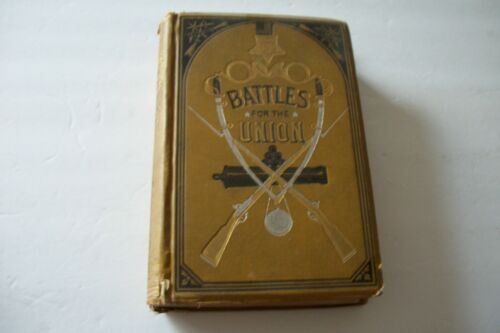 BATTLES
FOR THE
UNION